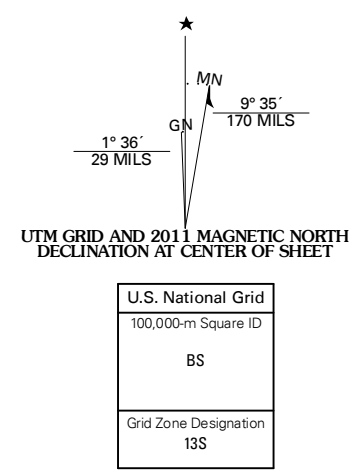 MN
GN
9° 35´
170 MILS
1° 36´
29 MILS
UTM GRID AND 2011 MAGNETIC NORTH
DECLINATION AT CENTER OF SHEET
U.S. National Grid
100,000-m Square ID
BS
Grid Zone Designation
13S